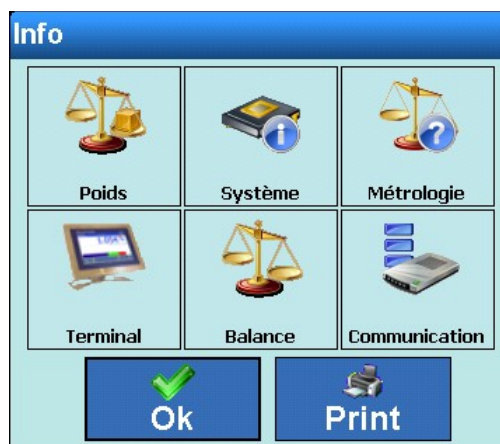 Info
Poids
Système
Métrologie
Terminal
Balance
Communication
Ok
Print